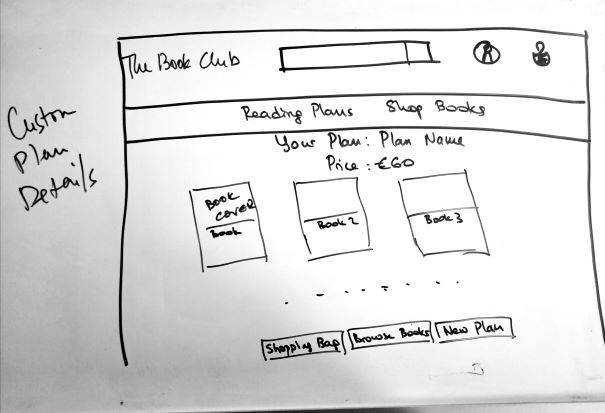 Custom
Plan
Details
The Book Club
Reading Plans Shop Books
Your Plan: Plan Name
Price: €60
Book
Cover
Book
Book 2
Book 3
Shopping Bag
Browse Books
New Plan